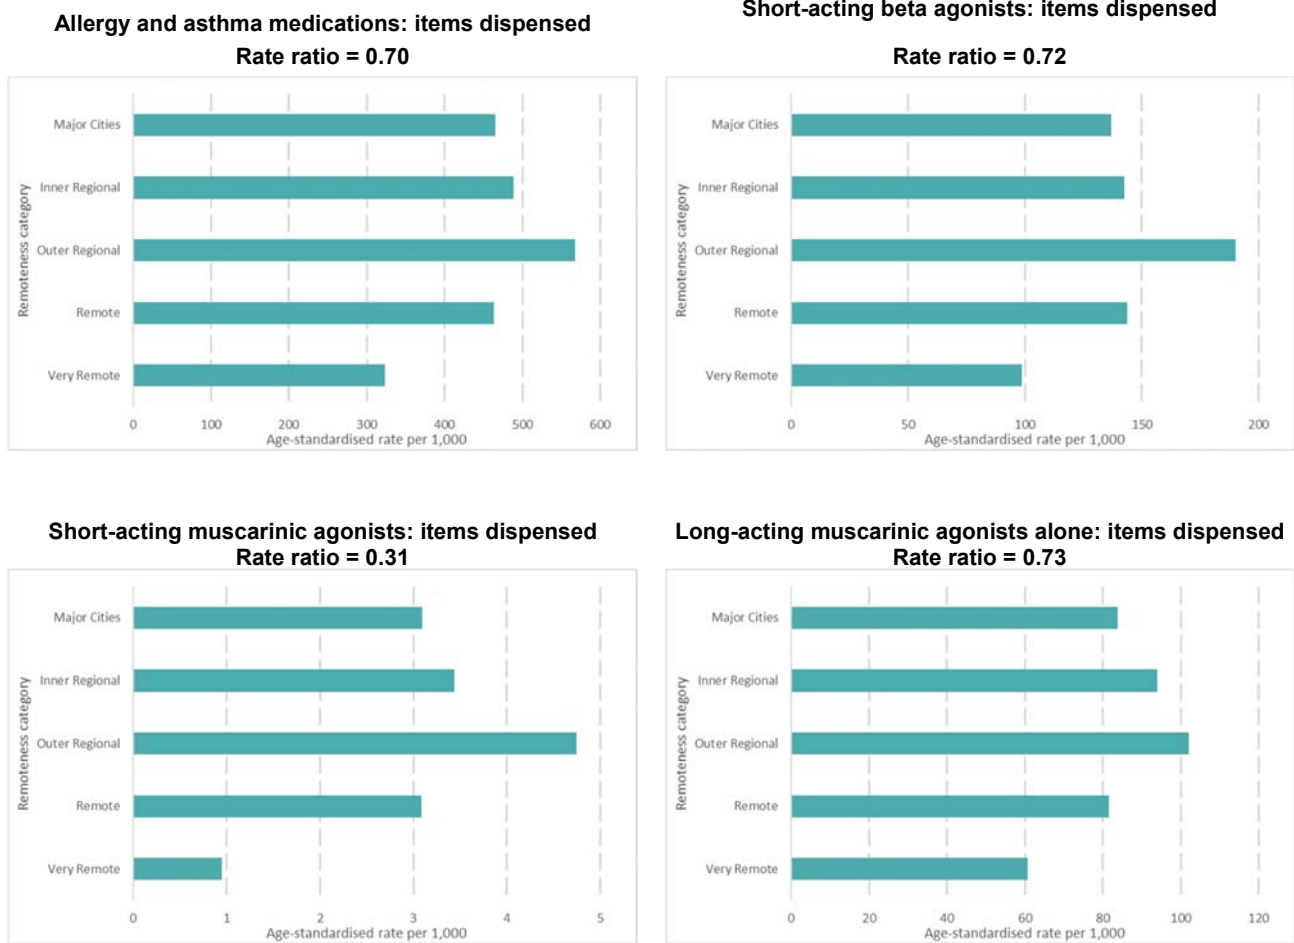 Allergy and asthma medications: items dispensed
Rate ratio = 0.70
Remoteness category
Major Cities
Inner Regional
Outer Regional
Remote
Very Remote
0 100 200 300 400 500 600
Age-standardised rate per 1,000
Short-acting beta agonists: items dispensed
Rate ratio = 0.72
Remoteness category
Major Cities
Inner Regional
Outer Regional
Remote
Very Remote
0 50 100 150 200
Age-standardised rate per 1,000
Short-acting muscarinic agonists: items dispensed
Rate ratio = 0.31
Remoteness category
Major Cities
Inner Regional
Outer Regional
Remote
Very Remote
0 1 2 3 4 5
Age-standardised rate per 1,000
Long-acting muscarinic agonists alone: items dispensed
Rate ratio = 0.73
Remoteness category
Major Cities
Inner Regional
Outer Regional
Remote
Very Remote
0 20 40 60 80 100 120
Age-standardised rate per 1,000